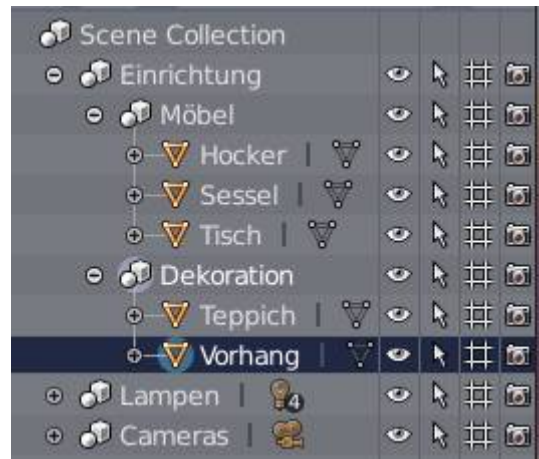 Scene Collection
Einrichtung
Möbel
Hocker
Sessel
Tisch
Dekoration
Teppich
Vorhang
Lampen 4
Cameras